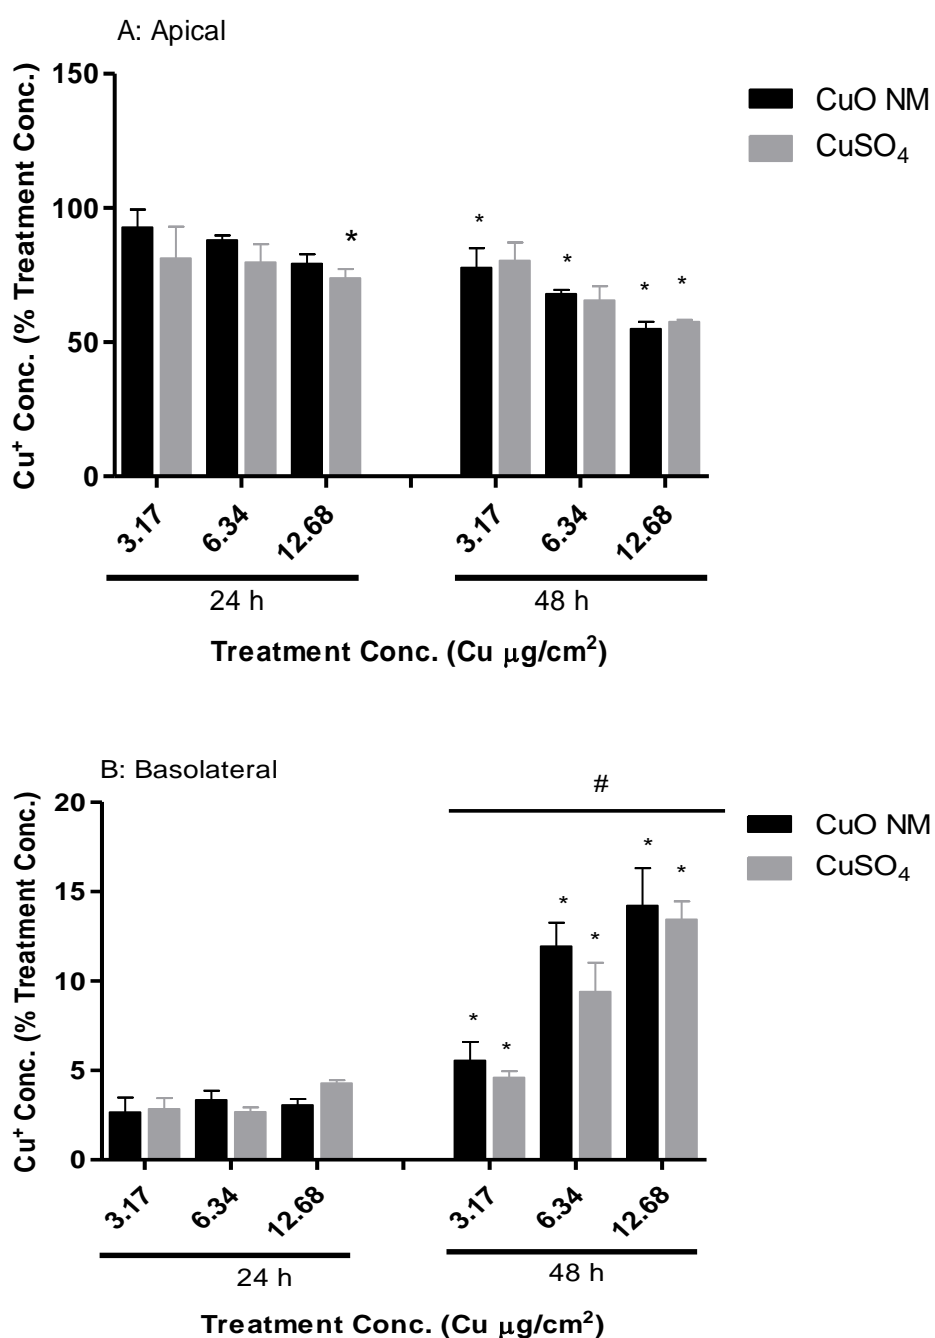 A: Apical
Cu⁺ Conc. (% Treatment Conc.)
150
100
50
0
CuO NM
CuSO₄
*
* * * *
3.17 6.34 12.68 3.17 6.34 12.68
24 h 48 h
Treatment Conc. (Cu μg/cm²)
B: Basolateral
#
Cu⁺ Conc. (% Treatment Conc.)
20
15
10
5
0
CuO NM
CuSO₄
* * * * * *
3.17 6.34 12.68 3.17 6.34 12.68
24 h 48 h
Treatment Conc. (Cu μg/cm²)